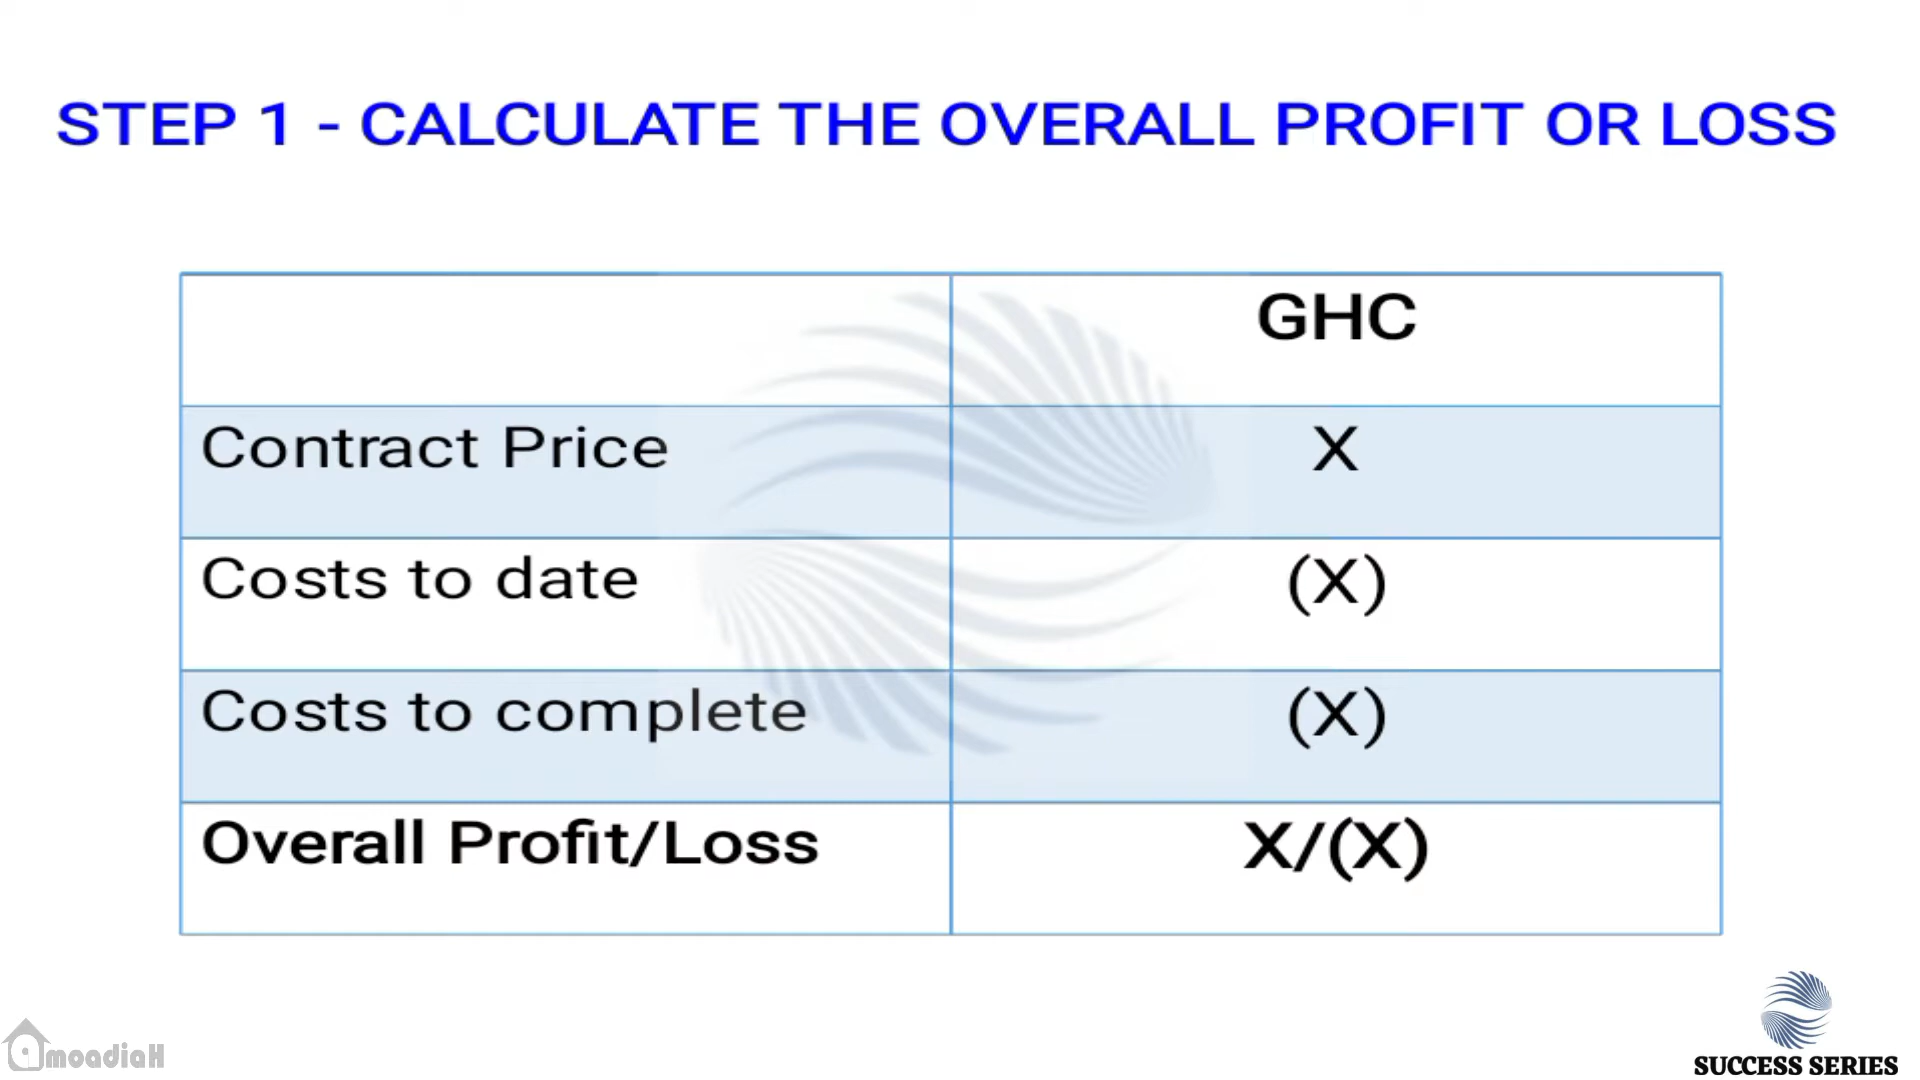 STEP 1 - CALCULATE THE OVERALL PROFIT OR LOSS
GHC
Contract Price X
Costs to date (X)
Costs to complete (X)
Overall Profit/Loss X/(X)
amoadiaH
SUCCESS SERIES